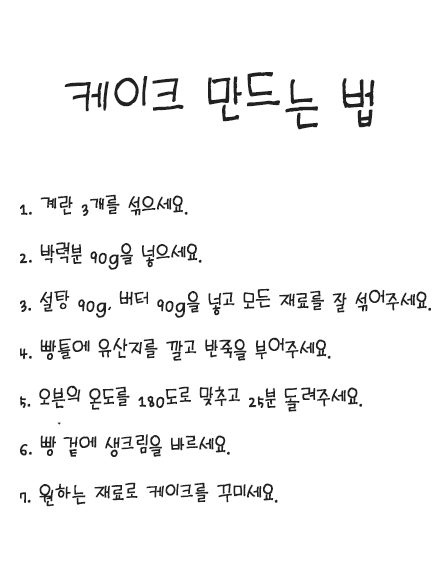 케이크 만드는 법
1. 계란 3개를 섞으세요.
2. 박력분 90g을 넣으세요.
3. 설탕 90g, 버터 90g을 넣고 모든 재료를 잘 섞어주세요.
4. 빵틀에 유산지를 깔고 반죽을 부어주세요.
5. 오븐의 온도를 180도로 맞추고 25분 돌려주세요.
6. 빵 겉에 생크림을 바르세요.
7. 원하는 재료로 케이크를 꾸미세요.